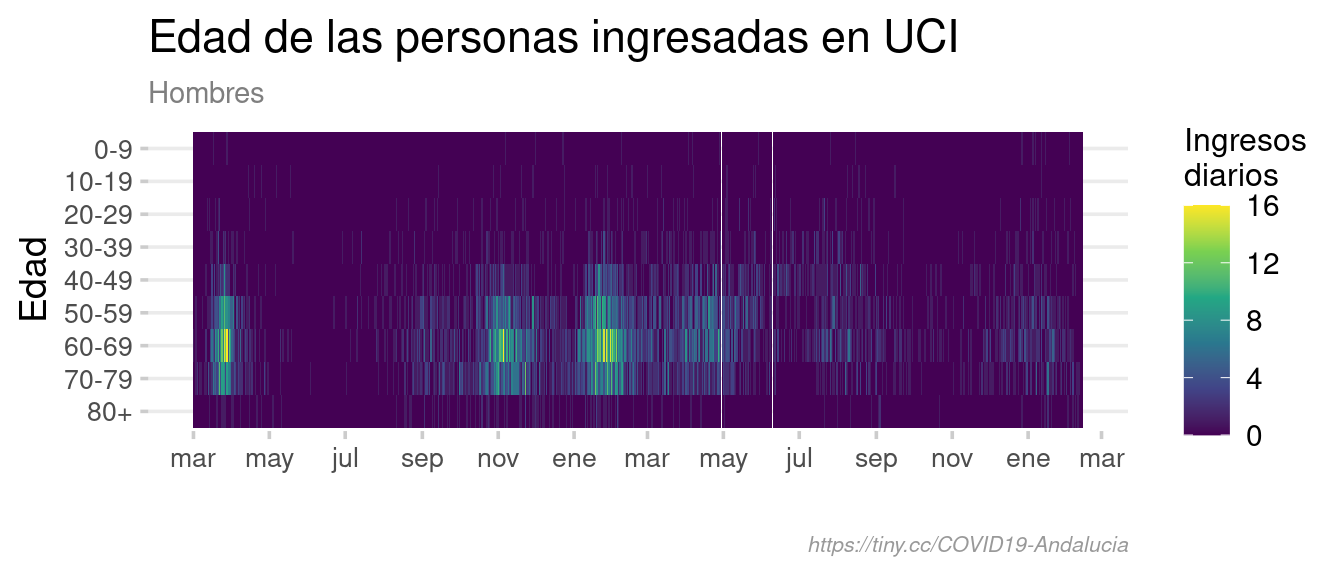 Edad de las personas ingresadas en UCI
Hombres
Edad
0-9
10-19
20-29
30-39
40-49
50-59
60-69
70-79
80+
mar may jul sep nov ene mar may jul sep nov ene mar
Ingresos
diarios
16
12
8
4
0
https://tiny.cc/COVID19-Andalucia